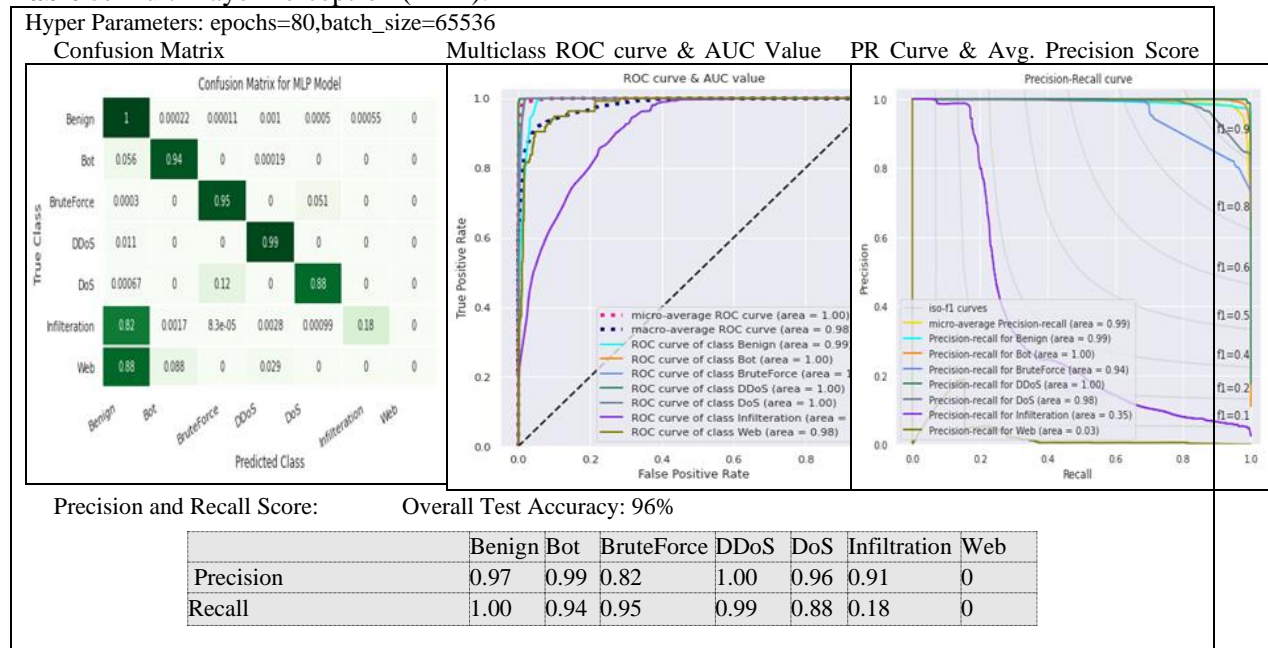 Hyper Parameters: epochs=80,batch_size=65536
Confusion Matrix
Multiclass ROC curve & AUC Value
PR Curve & Avg. Precision Score
Confusion Matrix for MLP Model
True Class
Benign 1 0.00022 0.00011 0.001 0.0005 0.00055 0
Bot 0.056 0.94 0 0.00019 0 0 0
BruteForce 0.0003 0 0.95 0 0.051 0 0
DDoS 0.011 0 0 0.99 0 0 0
DoS 0.00067 0 0.12 0 0.88 0 0
Infilteration 0.82 0.0017 8.3e-05 0.0028 0.00099 0.18 0
Web 0.88 0.088 0 0.029 0 0 0
Benign Bot BruteForce DDoS DoS Infilteration Web
Predicted Class
ROC curve & AUC value
True Positive Rate
1.0
0.8
0.6
0.4
0.2
0.0
micro-average ROC curve (area = 1.00)
macro-average ROC curve (area = 0.98
ROC curve of class Benign (area = 0.99
ROC curve of class Bot (area = 1.00)
ROC curve of class BruteForce (area = 1
ROC curve of class DDoS (area = 1.00)
ROC curve of class DoS (area = 1.00)
ROC curve of class Infilteration (area =
ROC curve of class Web (area = 0.98)
0.0 0.2 0.4 0.6 0.8
False Positive Rate
Precision-Recall curve
Precision
1.0
0.8
0.6
0.4
0.2
0.0
f1=0.9
f1=0.8
f1=0.6
f1=0.5
f1=0.4
f1=0.2
f1=0.1
iso-f1 curves
micro-average Precision-recall (area = 0.99)
Precision-recall for Benign (area = 0.99)
Precision-recall for Bot (area = 1.00)
Precision-recall for BruteForce (area = 0.94)
Precision-recall for DDoS (area = 1.00)
Precision-recall for DoS (area = 0.98)
Precision-recall for Infilteration (area = 0.35)
Precision-recall for Web (area = 0.03)
0.0 0.2 0.4 0.6 0.8 1.0
Recall
Precision and Recall Score: Overall Test Accuracy: 96%
Benign Bot BruteForce DDoS DoS Infiltration Web
Precision 0.97 0.99 0.82 1.00 0.96 0.91 0
Recall 1.00 0.94 0.95 0.99 0.88 0.18 0